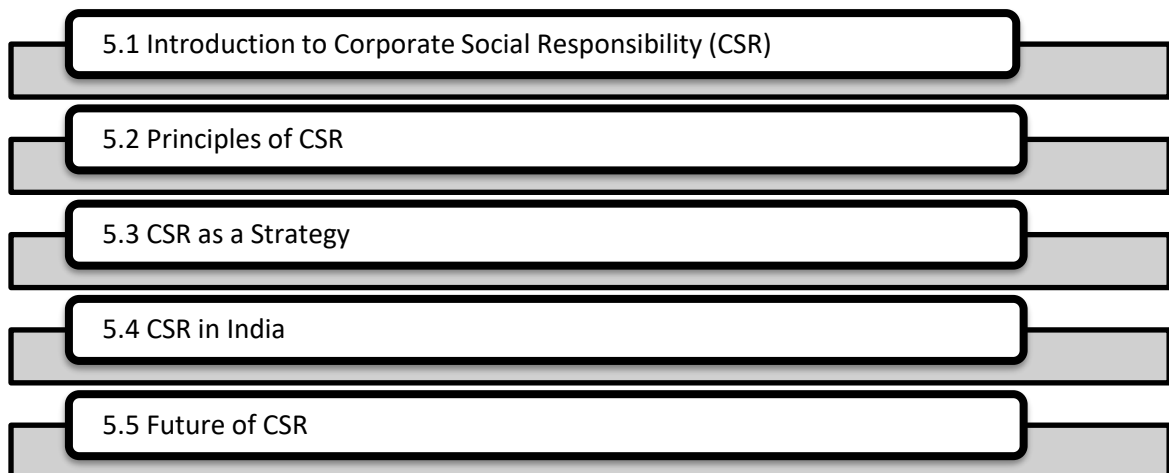 5.1 Introduction to Corporate Social Responsibility (CSR)
5.2 Principles of CSR
5.3 CSR as a Strategy
5.4 CSR in India
5.5 Future of CSR